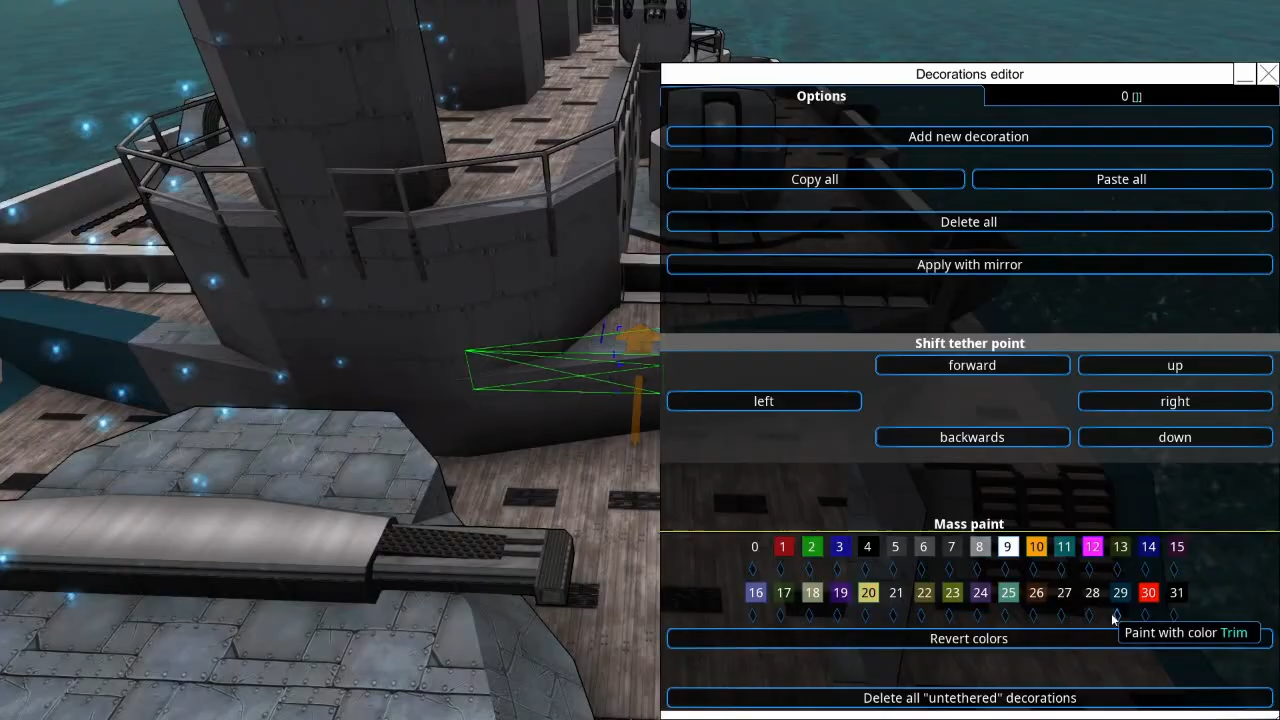 Decorations editor
Options
0 []
Add new decoration
Copy all
Paste all
Delete all
Apply with mirror
Shift tether point
forward
up
left
right
backwards
down
Mass paint
0 1 2 3 4 5 6 7 8 9 10 11 12 13 14 15
16 17 18 19 20 21 22 23 24 25 26 27 28 29 30 31
Paint with color Trim
Revert colors
Delete all "untethered" decorations